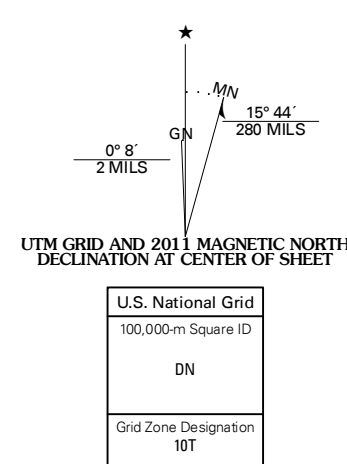 ★
MN
15° 44´
280 MILS
GN
0° 8´
2 MILS
UTM GRID AND 2011 MAGNETIC NORTH
DECLINATION AT CENTER OF SHEET
U.S. National Grid
100,000-m Square ID
DN
Grid Zone Designation
10T